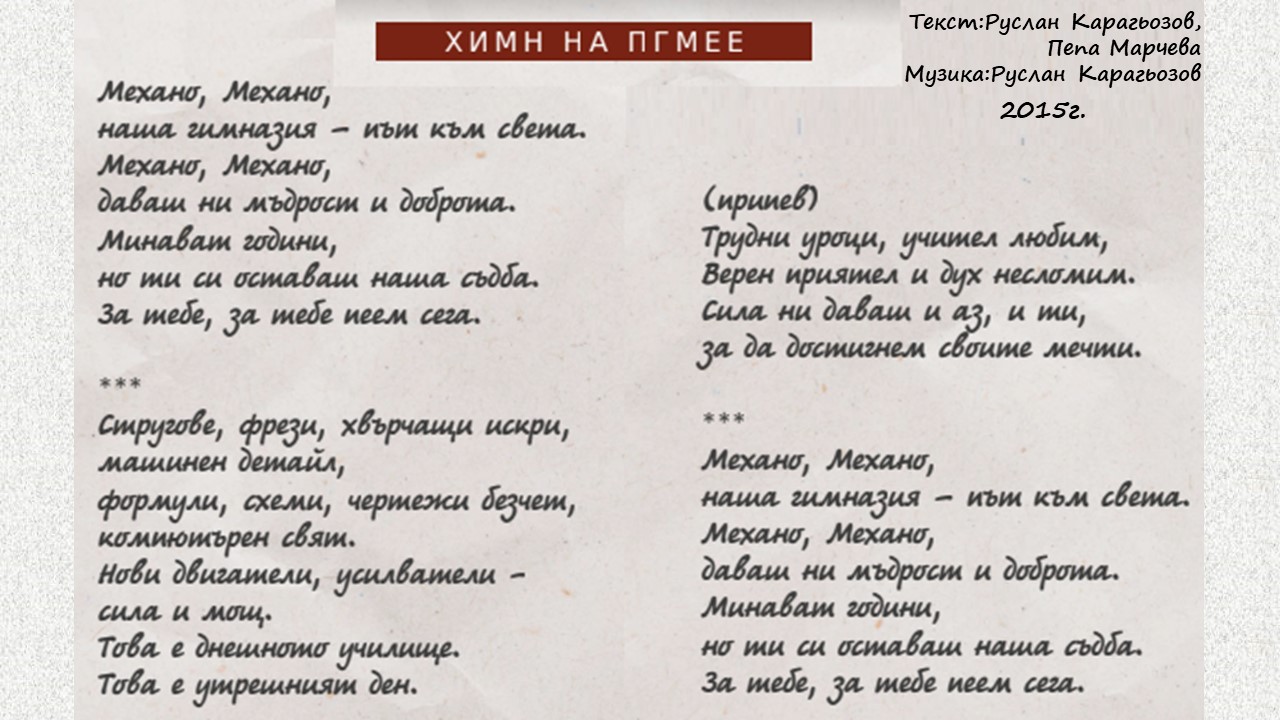 ХИМН НА ПГМЕЕ
Текст:Руслан Карагьозов,
Пепа Марчева
Музика:Руслан Карагьозов
2015г.
Механо, Механо,
наша гимназия – път към света.
Механо, Механо,
даваш ни мъдрост и доброта.
Минават години,
но ти си оставаш наша съдба.
За тебе, за тебе пеем сега.
***
Стругове, фрези, хвърчащи искри,
машинен детайл,
формули, схеми, чертежи безчет,
компютърен свят.
Нови двигатели, усилватели –
сила и мощ.
Това е днешното училище.
Това е утрешният ден.
(припев)
Трудни уроци, учител любим,
Верен приятел и дух несломим.
Сила ни даваш и аз, и ти,
за да достигнем своите мечти.
***
Механо, Механо,
наша гимназия – път към света.
Механо, Механо,
даваш ни мъдрост и доброта.
Минават години,
но ти си оставаш наша съдба.
За тебе, за тебе пеем сега.